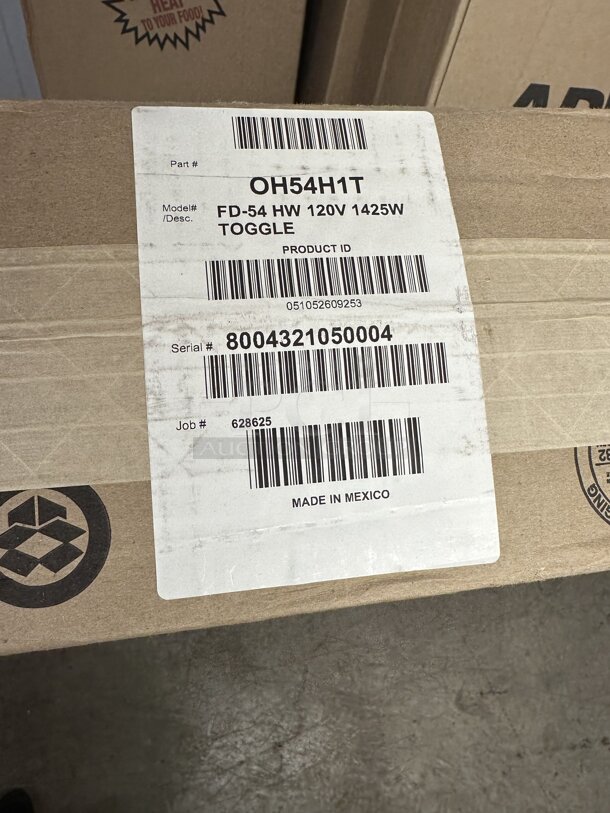 HEAT
TO YOUR FOOD!
Part #
OH54H1T
Model#
/Desc.
FD-54 HW 120V 1425W
TOGGLE
PRODUCT ID
051052609253
Serial # 8004321050004
Job # 628625
MADE IN MEXICO